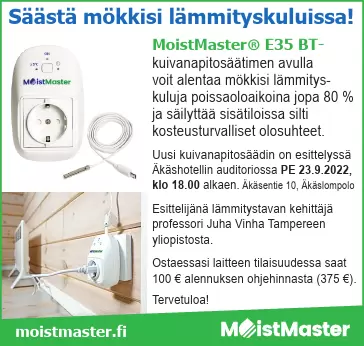 Säästä mökkisi lämmityskuluissa!
MoistMaster
MoistMaster® E35 BT-
kuivanapitosäätimen avulla
voit alentaa mökkisi lämmitys-
kuluja poissaoloaikoina jopa 80 %
ja säilyttää sisätiloissa silti
kosteusturvalliset olosuhteet.
Uusi kuivanapitosäädin on esittelyssä
Äkäshotellin auditoriossa PE 23.9.2022,
klo 18.00 alkaen. Äkäsentie 10, Äkäslompolo
Esittelijänä lämmitystavan kehittäjä
professori Juha Vinha Tampereen
yliopistosta.
Ostaessasi laitteen tilaisuudessa saat
100 € alennuksen ohjehinnasta (375 €).
Tervetuloa!
moistmaster.fi
MoistMaster